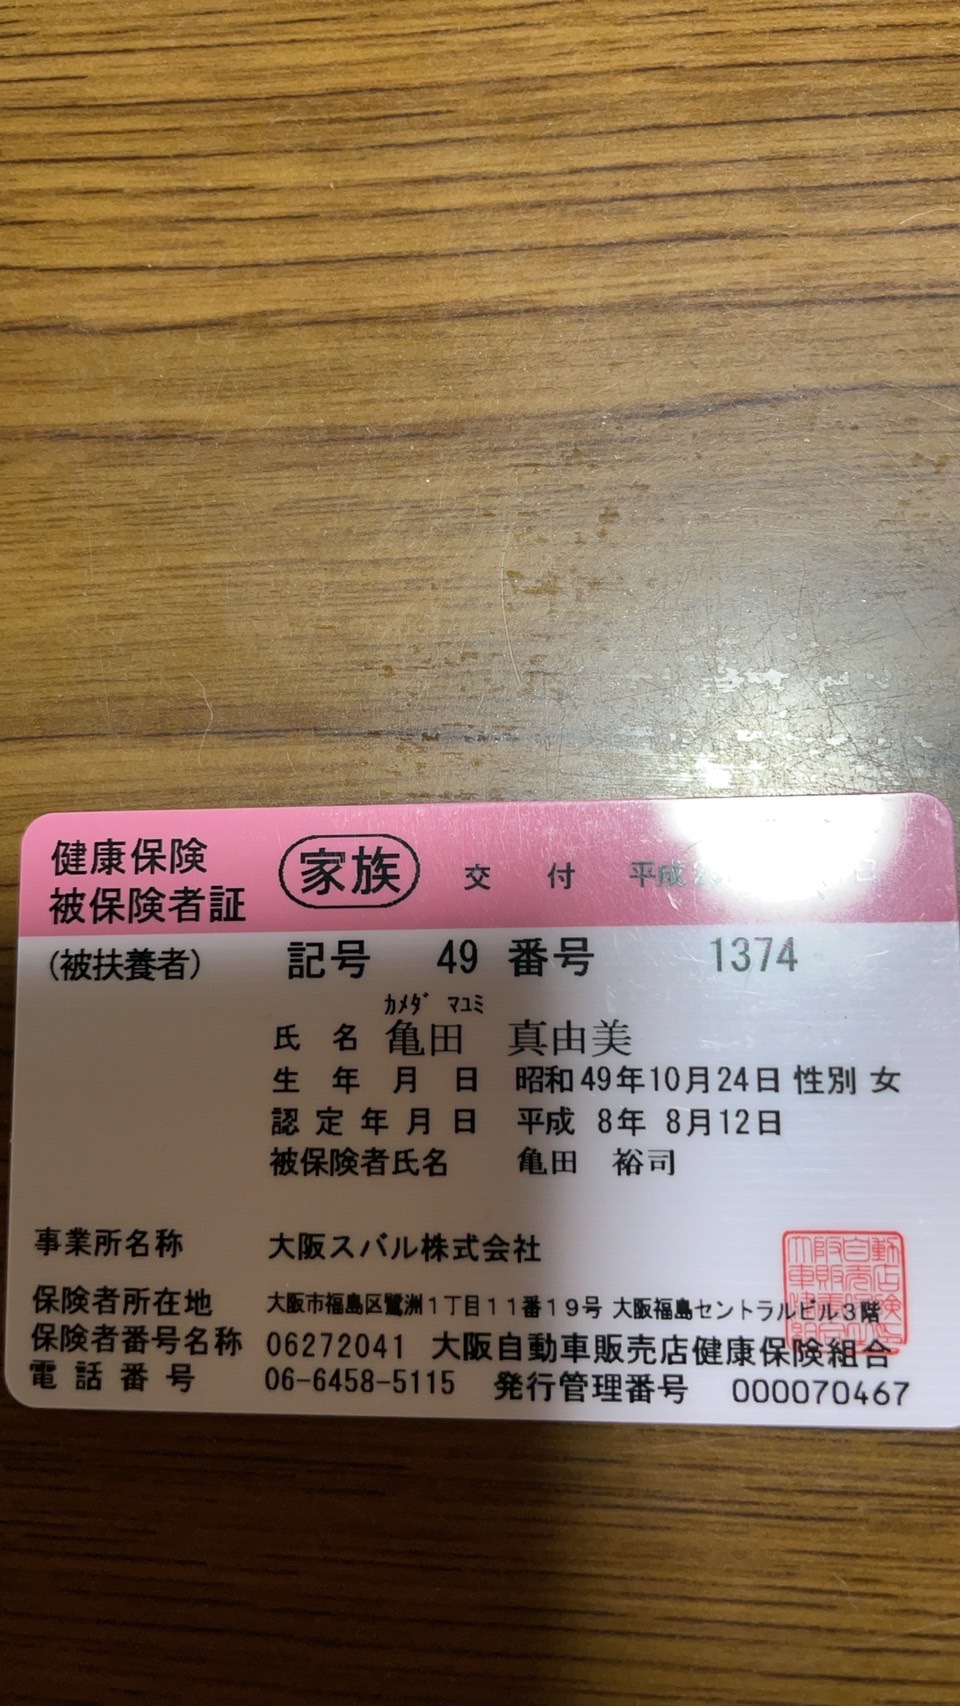 健康保険
被保険者証
家族 交付 平成
(被扶養者) 記号 49 番号 1374
カメダ マユミ
氏名 亀田 真由美
生年月日 昭和49年10月24日 性別 女
認定年月日 平成 8年 8月12日
被保険者氏名 亀田 裕司
事業所名称 大阪スバル株式会社
保険者所在地 大阪市福島区鷺洲1丁目11番19号 大阪福島セントラルビル3階
保険者番号名称 06272041 大阪自動車販売店健康保険組合
電話番号 06-6458-5115 発行管理番号 000070467